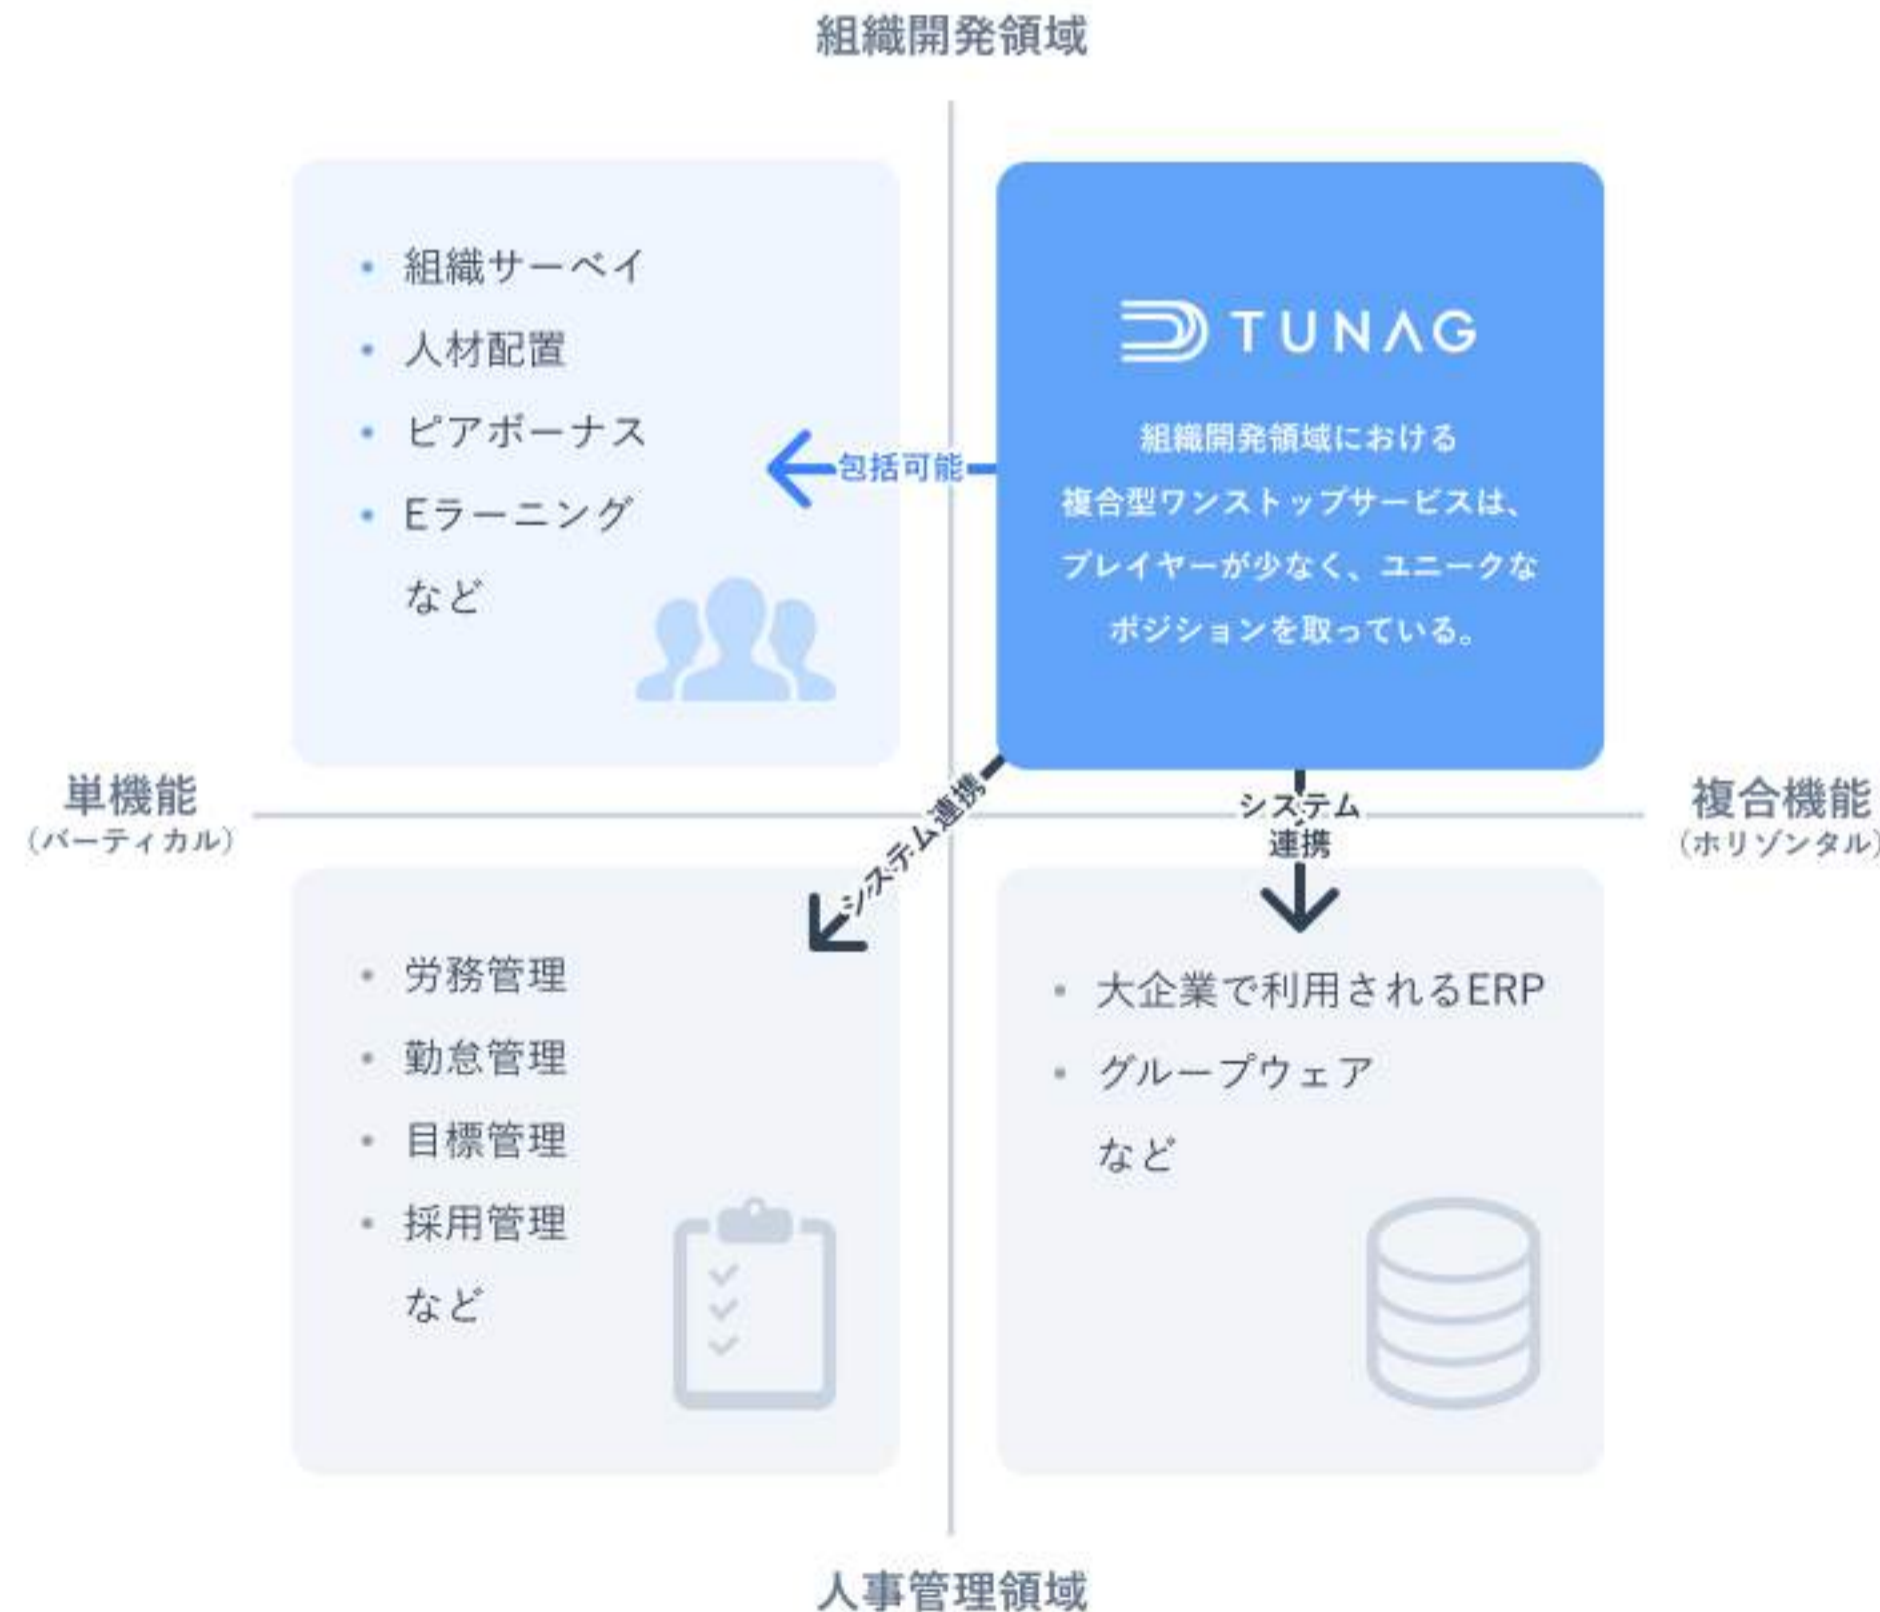 組織開発領域
• 組織サーベイ
• 人材配置
• ピアボーナス
• Eラーニング
など
包括可能
TUNAG
組織開発領域における
複合型ワンストップサービスは、
プレイヤーが少なく、ユニークな
ポジションを取っている。
単機能
（バーティカル）
システム連携
システム
連携
複合機能
（ホリゾンタル）
• 労務管理
• 勤怠管理
• 目標管理
• 採用管理
など
• 大企業で利用されるERP
• グループウェア
など
人事管理領域